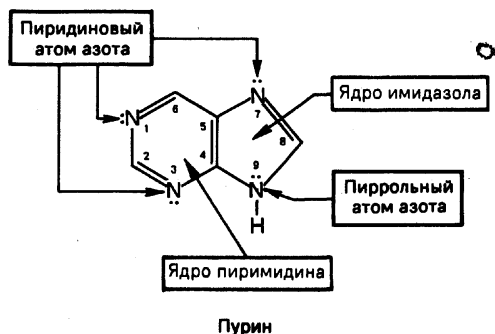 Пиридиновый
атом азота
Ядро имидазола
Пиррольный
атом азота
Ядро пиримидина
N
1
2
N
3
4
5
6
N
7
8
9
N
H
Пурин